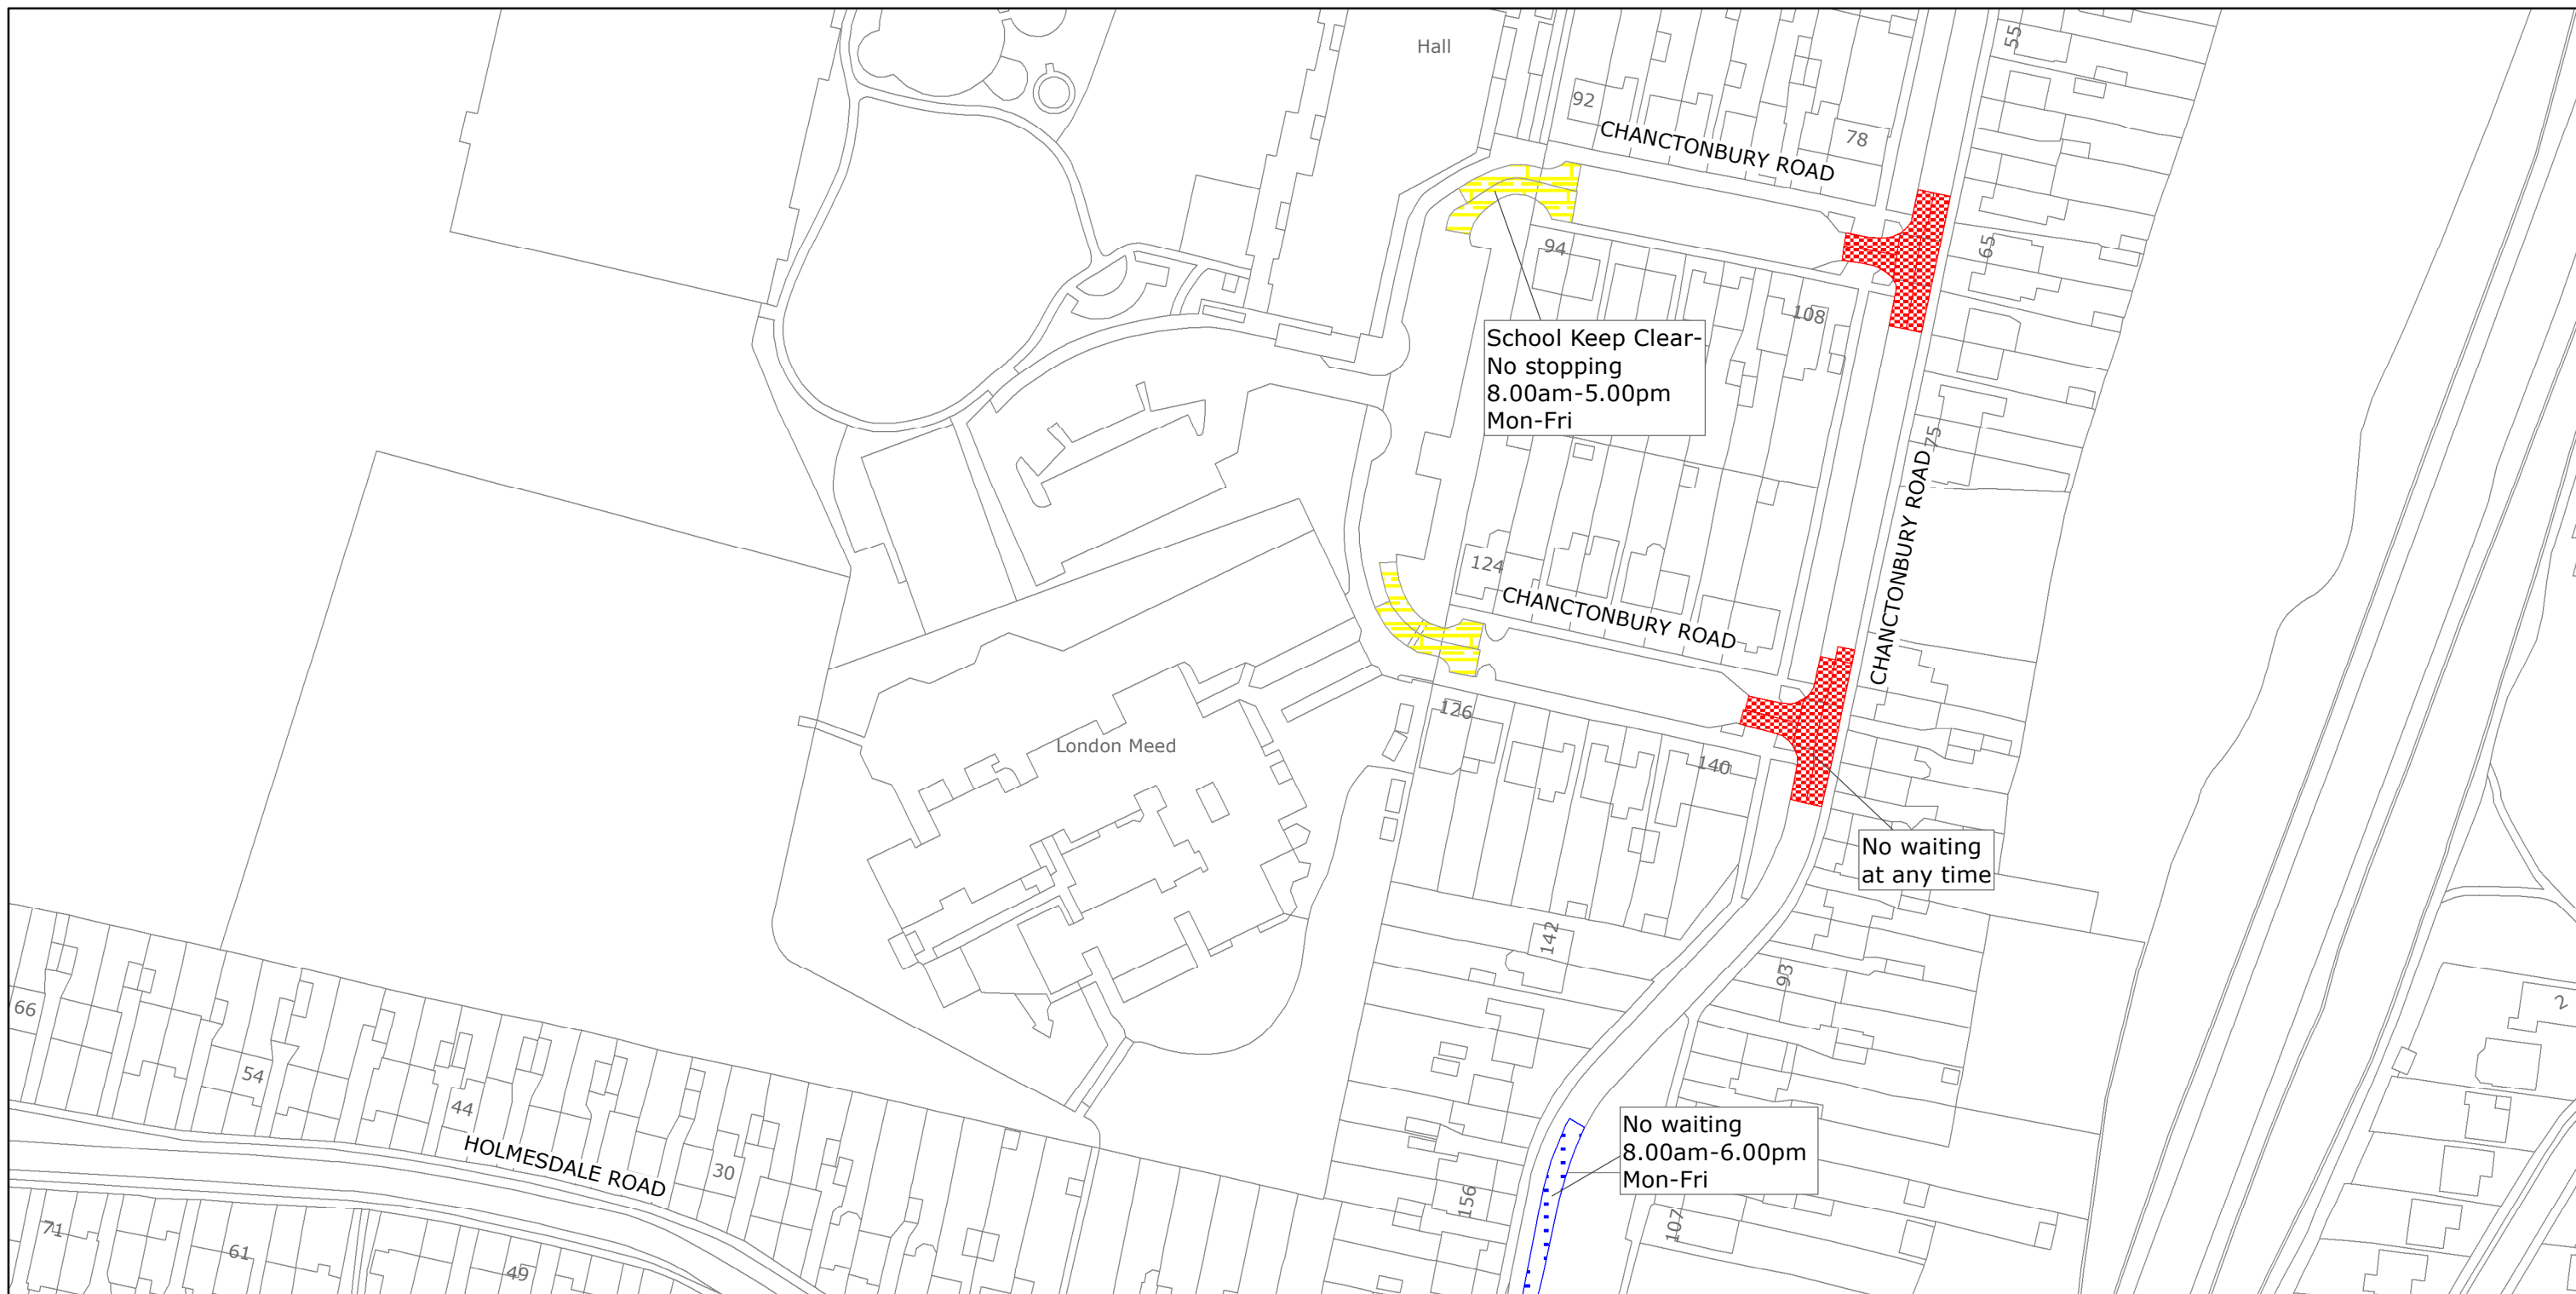 Hall
55
92
CHANCTONBURY ROAD
78
94
65
108
School Keep Clear-
No stopping
8.00am-5.00pm
Mon-Fri
75
CHANCTONBURY ROAD
124
CHANCTONBURY ROAD
126
London Meed
140
No waiting
at any time
142
93
2
66
54
44
HOLMESDALE ROAD
30
No waiting
8.00am-6.00pm
Mon-Fri
156
107
71
61
49